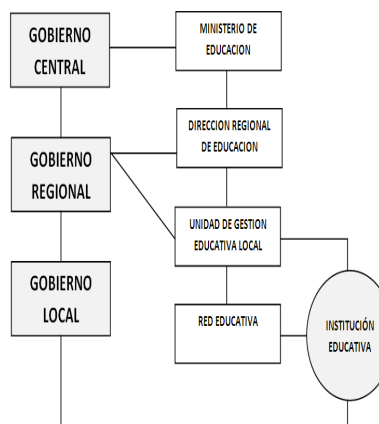 GOBIERNO
CENTRAL
MINISTERIO DE
EDUCACION
GOBIERNO
REGIONAL
DIRECCION REGIONAL
DE EDUCACION
UNIDAD DE GESTION
EDUCATIVA LOCAL
GOBIERNO
LOCAL
RED EDUCATIVA
INSTITUCIÓN
EDUCATIVA